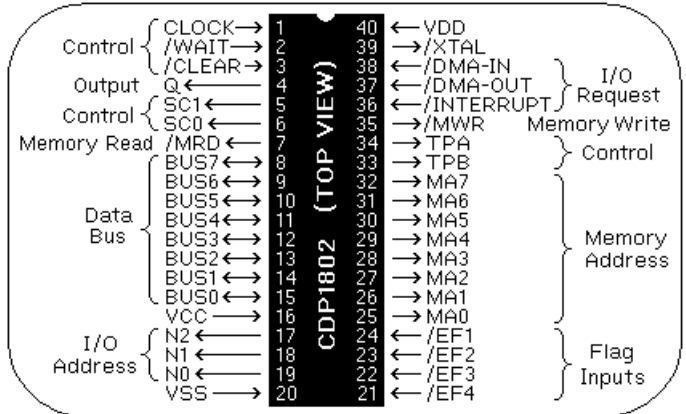 Control
CLOCK 1 40 VDD
/WAIT 2 39 /XTAL
/CLEAR 3 38 /DMA-IN
Output Q 4 37 /DMA-OUT
I/O Request
Control
SC1 5 36 /INTERRUPT
SC0 6 35 /MWR Memory Write
Memory Read /MRD 7 34 TPA
Control
BUS7 8 33 TPB
BUS6 9 32 MA7
BUS5 10 31 MA6
Data Bus
BUS4 11 30 MA5
BUS3 12 29 MA4
Memory Address
BUS2 13 28 MA3
BUS1 14 27 MA2
BUS0 15 26 MA1
VCC 16 25 MA0
I/O Address
N2 17 24 /EF1
N1 18 23 /EF2
Flag Inputs
N0 19 22 /EF3
VSS 20 21 /EF4
CDP1802 (TOP VIEW)